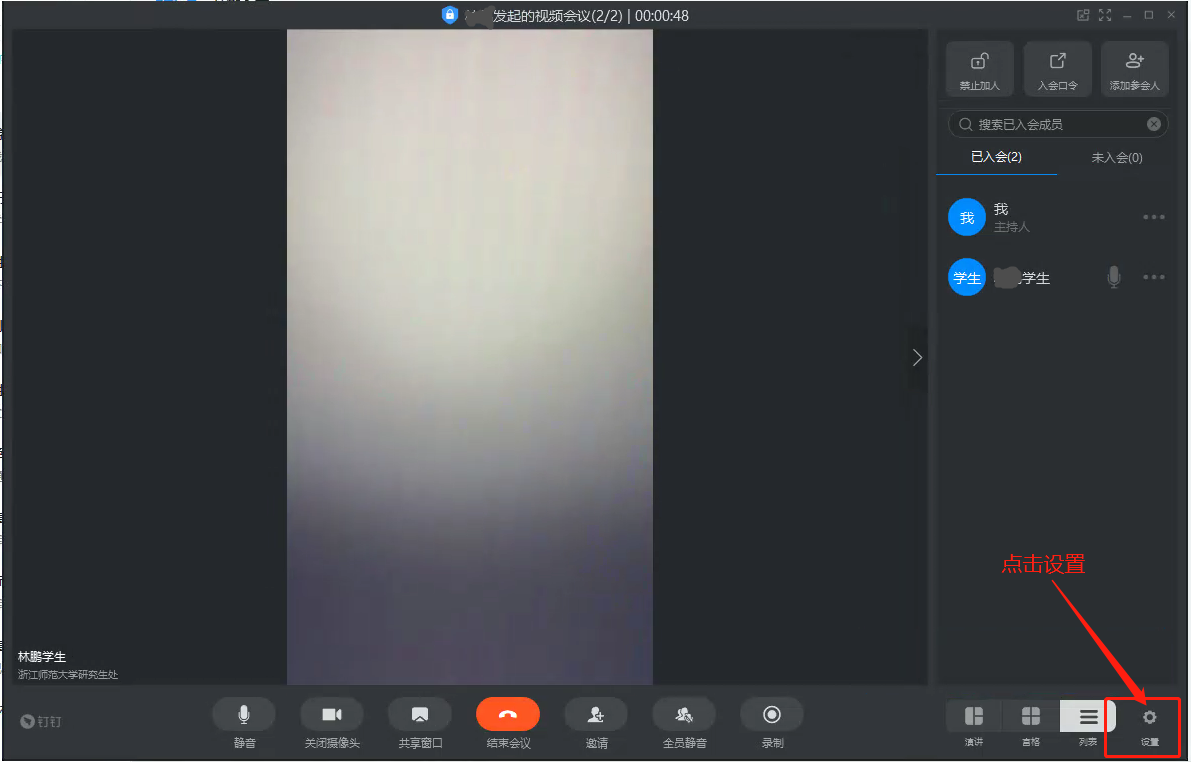 发起的视频会议(2/2) | 00:00:48
禁止加人
入会口令
添加参会人
搜索已入会成员
已入会(2)
未入会(0)
我
我
主持人
学生
学生
点击设置
林鹏学生
浙江师范大学研究生处
钉钉
静音
关闭摄像头
共享窗口
结束会议
邀请
全员静音
录制
演讲
宫格
列表
设置